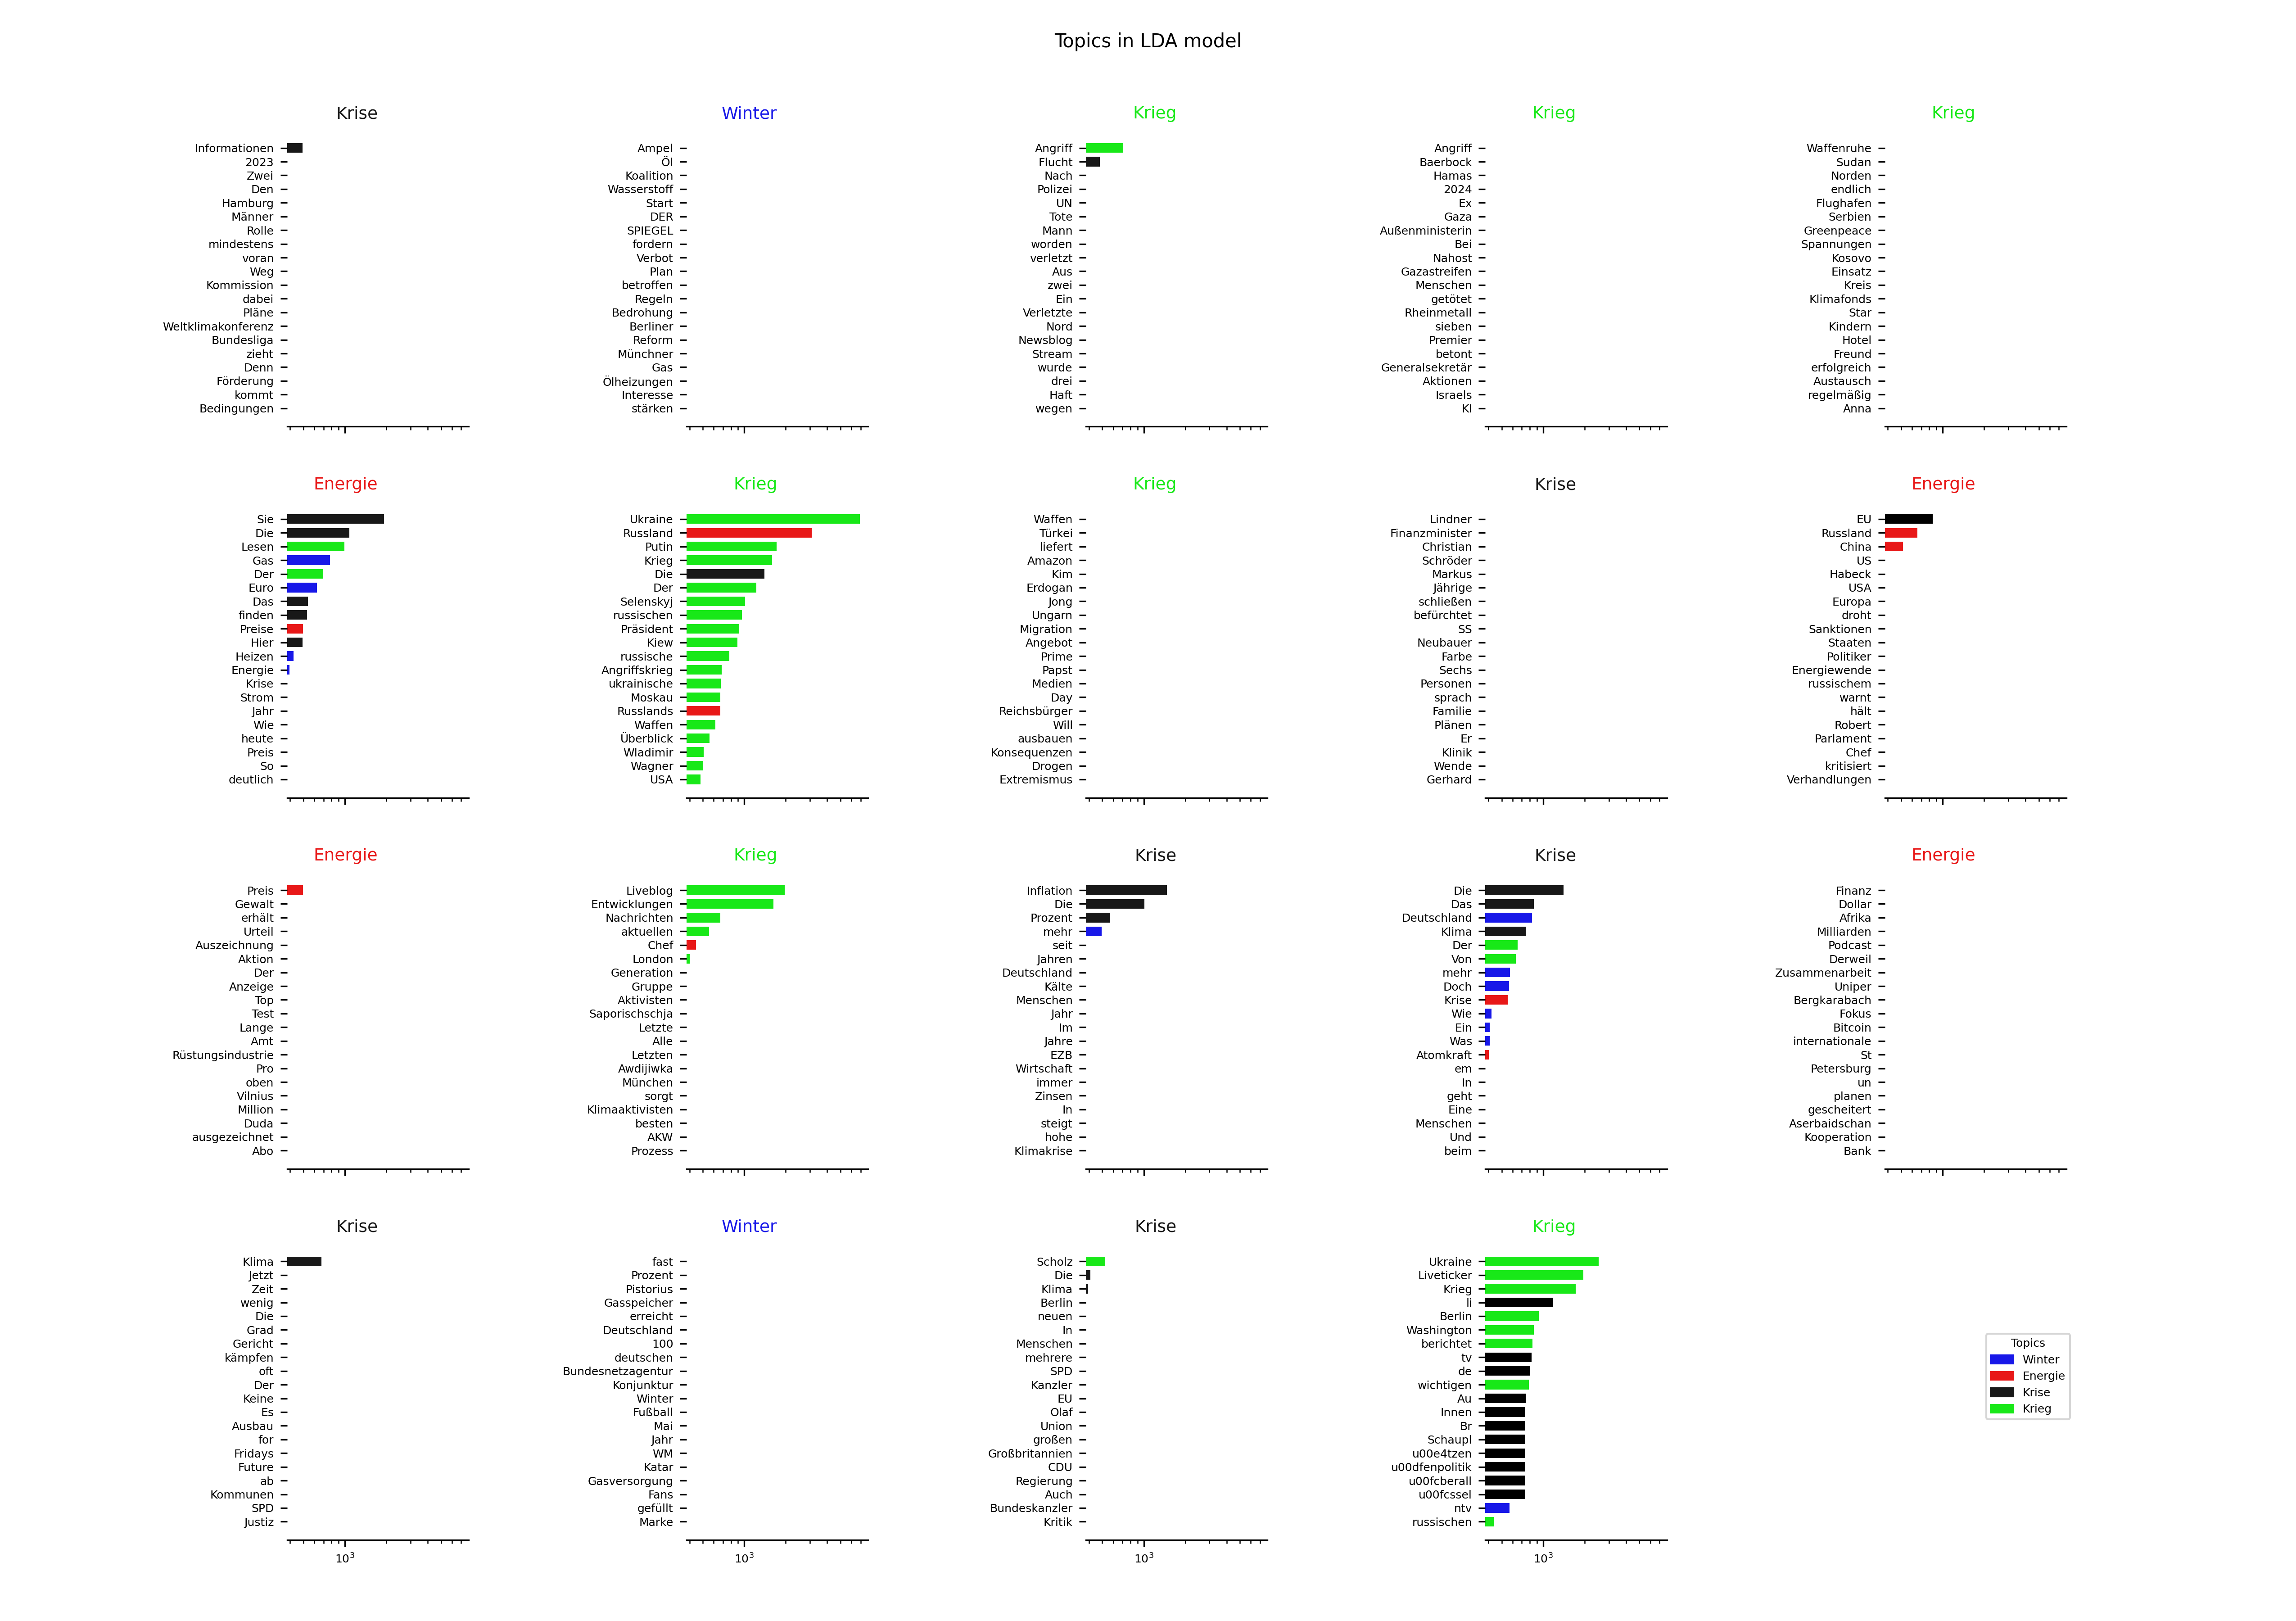 Topics in LDA model
Krise
Informationen
2023
Zwei
Den
Hamburg
Männer
Rolle
mindestens
voran
Weg
Kommission
dabei
Pläne
Weltklimakonferenz
Bundesliga
zieht
Denn
Förderung
kommt
Bedingungen
Winter
Ampel
Öl
Koalition
Wasserstoff
Start
DER
SPIEGEL
fordern
Verbot
Plan
betroffen
Regeln
Bedrohung
Berliner
Reform
Münchner
Gas
Ölheizungen
Interesse
stärken
Krieg
Angriff
Flucht
Nach
Polizei
UN
Tote
Mann
worden
verletzt
Aus
zwei
Ein
Verletzte
Nord
Newsblog
Stream
wurde
drei
Haft
wegen
Krieg
Angriff
Baerbock
Hamas
2024
Ex
Gaza
Außenministerin
Bei
Nahost
Gazastreifen
Menschen
getötet
Rheinmetall
sieben
Premier
betont
Generalsekretär
Aktionen
Israels
KI
Krieg
Waffenruhe
Sudan
Norden
endlich
Flughafen
Serbien
Greenpeace
Spannungen
Kosovo
Einsatz
Kreis
Klimafonds
Star
Kindern
Hotel
Freund
erfolgreich
Austausch
regelmäßig
Anna
Energie
Sie
Die
Lesen
Gas
Der
Euro
Das
finden
Preise
Hier
Heizen
Energie
Krise
Strom
Jahr
Wie
heute
Preis
So
deutlich
Krieg
Ukraine
Russland
Putin
Krieg
Die
Der
Selenskyj
russischen
Präsident
Kiew
russische
Angriffskrieg
ukrainische
Moskau
Russlands
Waffen
Überblick
Wladimir
Wagner
USA
Krieg
Waffen
Türkei
liefert
Amazon
Kim
Erdogan
Jong
Ungarn
Migration
Angebot
Prime
Papst
Medien
Day
Reichsbürger
Will
ausbauen
Konsequenzen
Drogen
Extremismus
Krise
Lindner
Finanzminister
Christian
Schröder
Markus
Jährige
schließen
befürchtet
SS
Neubauer
Farbe
Sechs
Personen
sprach
Familie
Plänen
Er
Klinik
Wende
Gerhard
Energie
EU
Russland
China
US
Habeck
USA
Europa
droht
Sanktionen
Staaten
Politiker
Energiewende
russischem
warnt
hält
Robert
Parlament
Chef
kritisiert
Verhandlungen
Energie
Preis
Gewalt
erhält
Urteil
Auszeichnung
Aktion
Der
Anzeige
Top
Test
Lange
Amt
Rüstungsindustrie
Pro
oben
Vilnius
Million
Duda
ausgezeichnet
Abo
Krieg
Liveblog
Entwicklungen
Nachrichten
aktuellen
Chef
London
Generation
Gruppe
Aktivisten
Saporischschja
Letzte
Alle
Letzten
Awdijiwka
München
sorgt
Klimaaktivisten
besten
AKW
Prozess
Krise
Inflation
Die
Prozent
mehr
seit
Jahren
Deutschland
Kälte
Menschen
Jahr
Im
Jahre
EZB
Wirtschaft
immer
Zinsen
In
steigt
hohe
Klimakrise
Krise
Die
Das
Deutschland
Klima
Der
Von
mehr
Doch
Krise
Wie
Ein
Was
Atomkraft
em
In
geht
Eine
Menschen
Und
beim
Energie
Finanz
Dollar
Afrika
Milliarden
Podcast
Derweil
Zusammenarbeit
Uniper
Bergkarabach
Fokus
Bitcoin
internationale
St
Petersburg
un
planen
gescheitert
Aserbaidschan
Kooperation
Bank
Krise
Klima
Jetzt
Zeit
wenig
Die
Grad
Gericht
kämpfen
oft
Der
Keine
Es
Ausbau
for
Fridays
Future
ab
Kommunen
SPD
Justiz
10³
Winter
fast
Prozent
Pistorius
Gasspeicher
erreicht
Deutschland
100
deutschen
Bundesnetzagentur
Konjunktur
Winter
Fußball
Mai
Jahr
WM
Katar
Gasversorgung
Fans
gefüllt
Marke
10³
Krise
Scholz
Die
Klima
Berlin
neuen
In
Menschen
mehrere
SPD
Kanzler
EU
Olaf
Union
großen
Großbritannien
CDU
Regierung
Auch
Bundeskanzler
Kritik
10³
Krieg
Ukraine
Liveticker
Krieg
li
Berlin
Washington
berichtet
tv
de
wichtigen
Au
Innen
Br
Schaupl
u00e4tzen
u00dfenpolitik
u00fcberall
u00fcssel
ntv
russischen
10³
Topics
Winter
Energie
Krise
Krieg